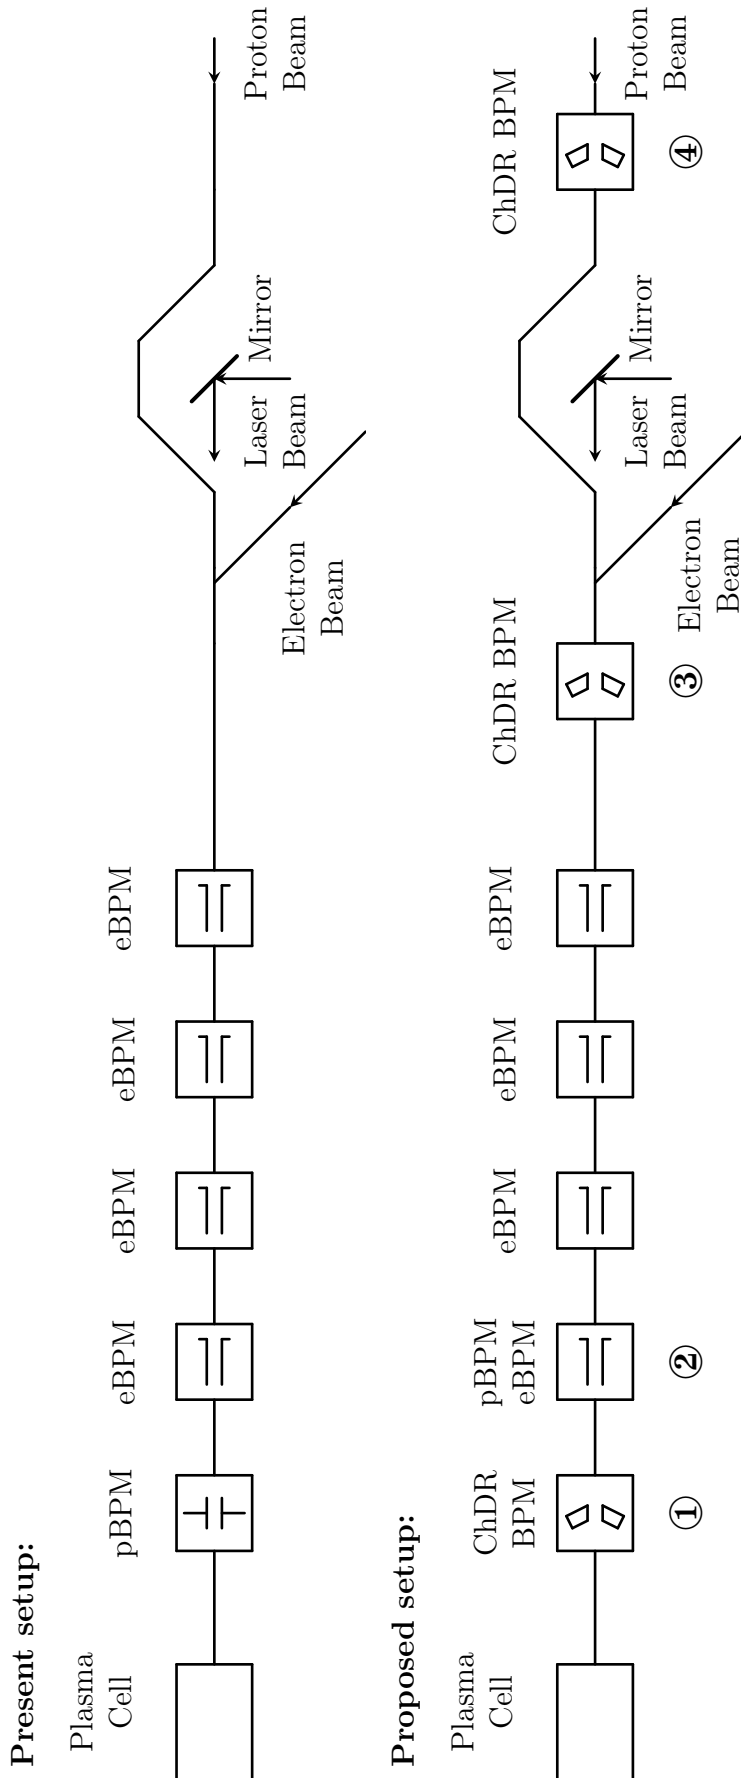 Present setup:
Plasma
Cell
pBPM
eBPM
eBPM
eBPM
eBPM
Electron
Beam
Laser
Beam
Mirror
Proton
Beam
Proposed setup:
Plasma
Cell
ChDR
BPM
pBPM
eBPM
eBPM
eBPM
eBPM
ChDR BPM
Electron
Beam
Laser
Beam
Mirror
ChDR BPM
Proton
Beam
①
②
③
④